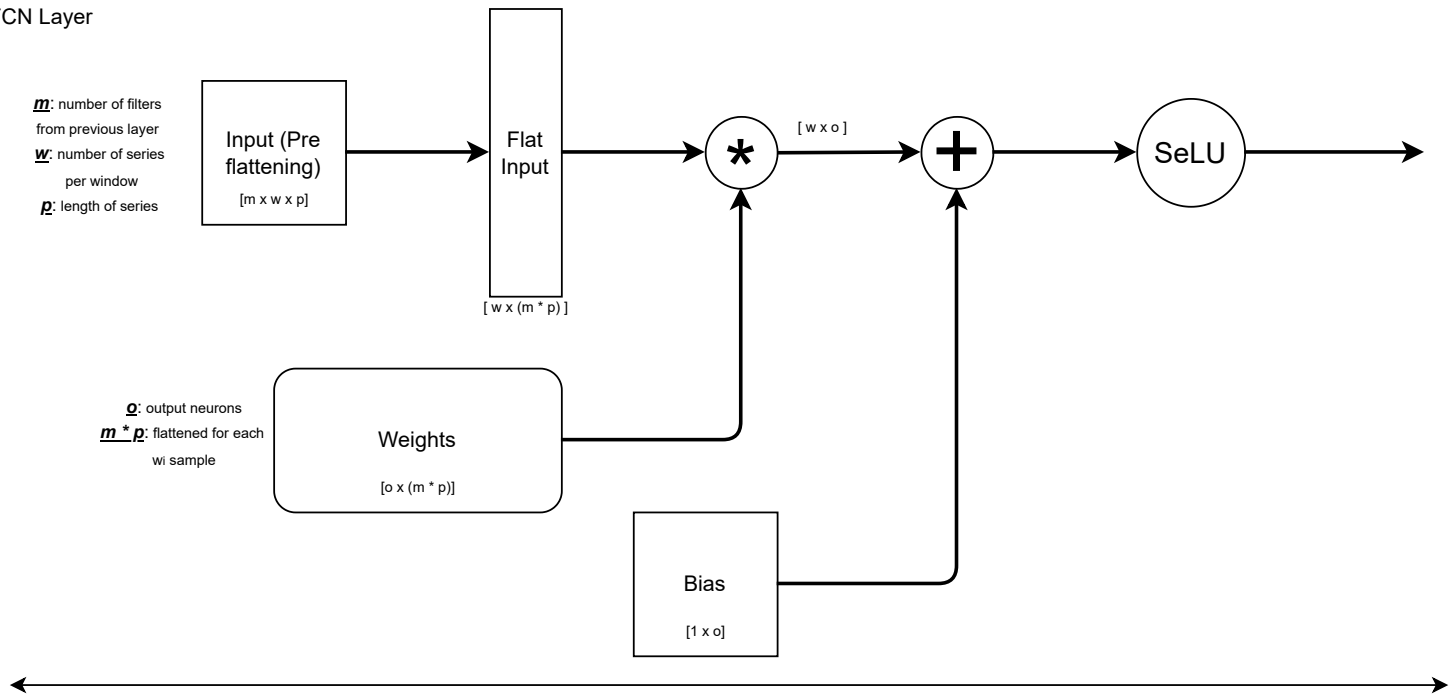 CN Layer
m: number of filters
from previous layer
w: number of series
per window
p: length of series
Input (Pre
flattening)
[m x w x p]
Flat
Input
[ w x (m * p) ]
*
[ w x o ]
+
SeLU
o: output neurons
m * p: flattened for each
wi sample
Weights
[o x (m * p)]
Bias
[1 x o]